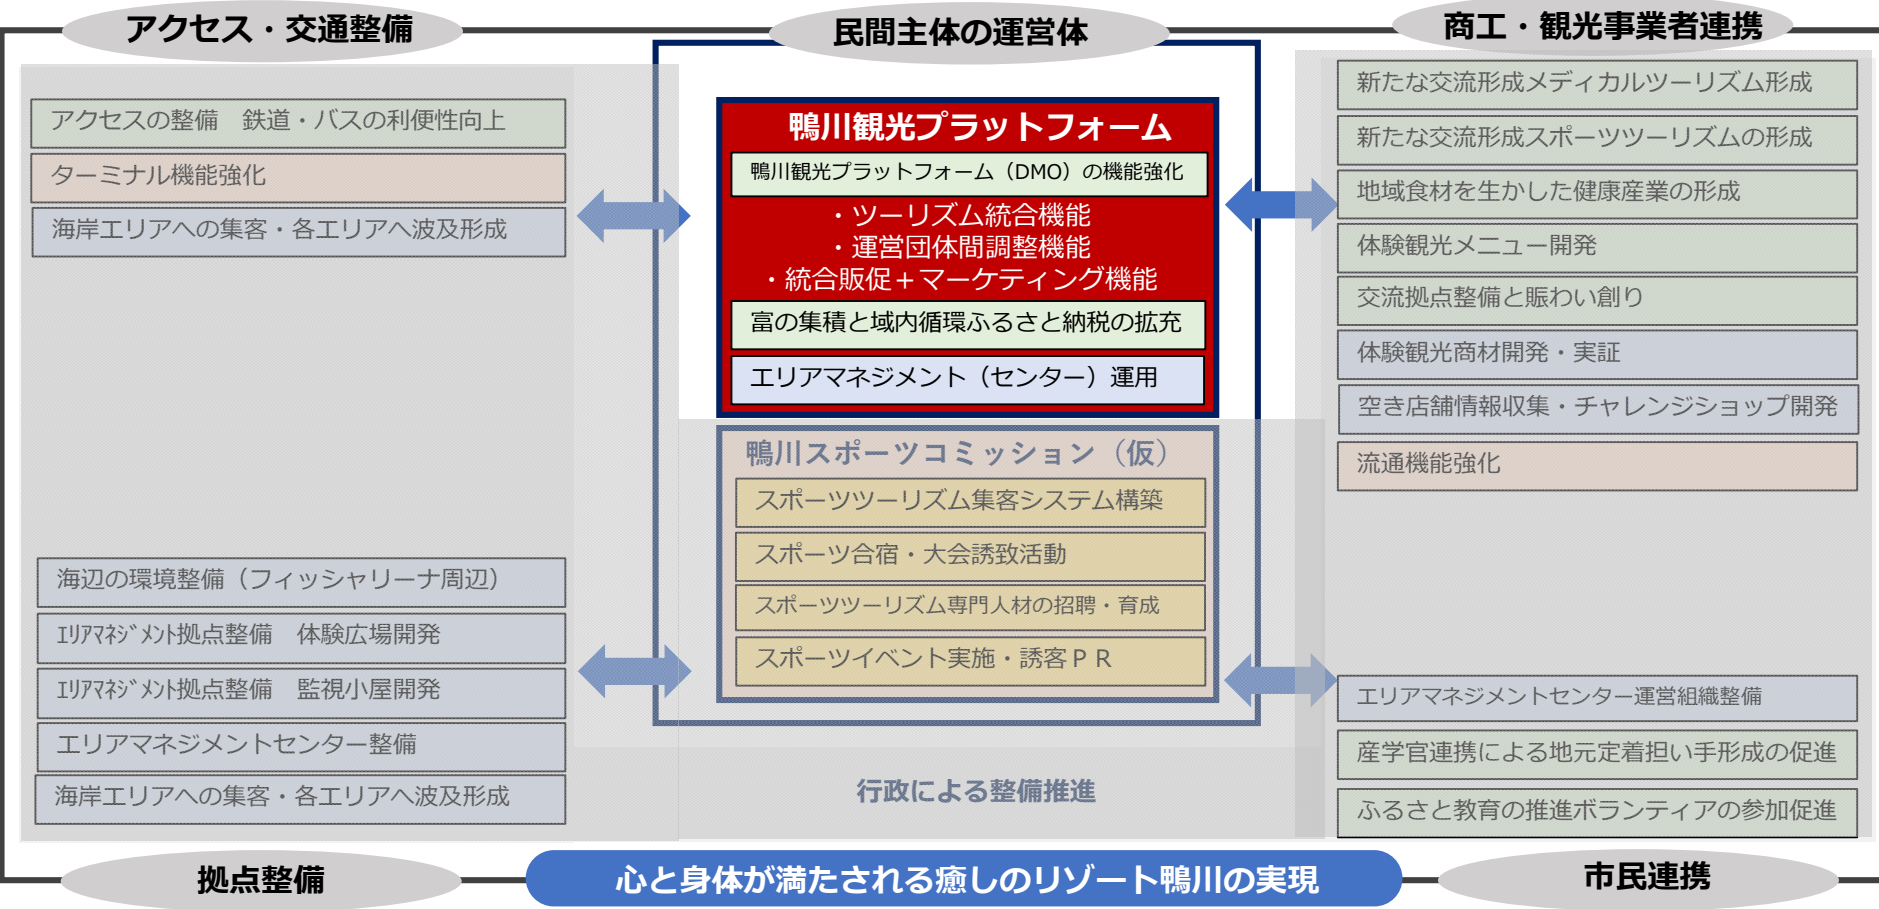 アクセス・交通整備
民間主体の運営体
商工・観光事業者連携
アクセスの整備　鉄道・バスの利便性向上
ターミナル機能強化
海岸エリアへの集客・各エリアへ波及形成
鴨川観光プラットフォーム
鴨川観光プラットフォーム（DMO）の機能強化
・ツーリズム統合機能
・運営団体間調整機能
・統合販促＋マーケティング機能
富の集積と域内循環ふるさと納税の拡充
エリアマネジメント（センター）運用
新たな交流形成メディカルツーリズム形成
新たな交流形成スポーツツーリズムの形成
地域食材を生かした健康産業の形成
体験観光メニュー開発
交流拠点整備と賑わい創り
体験観光商材開発・実証
空き店舗情報収集・チャレンジショップ開発
流通機能強化
鴨川スポーツコミッション（仮）
スポーツツーリズム集客システム構築
スポーツ合宿・大会誘致活動
スポーツツーリズム専門人材の招聘・育成
スポーツイベント実施・誘客ＰＲ
海辺の環境整備（フィッシャリーナ周辺）
ｴﾘｱﾏﾈｼﾞﾒﾝﾄ拠点整備　体験広場開発
ｴﾘｱﾏﾈｼﾞﾒﾝﾄ拠点整備　監視小屋開発
エリアマネジメントセンター整備
海岸エリアへの集客・各エリアへ波及形成
エリアマネジメントセンター運営組織整備
産学官連携による地元定着担い手形成の促進
ふるさと教育の推進ボランティアの参加促進
行政による整備推進
拠点整備
心と身体が満たされる癒しのリゾート鴨川の実現
市民連携